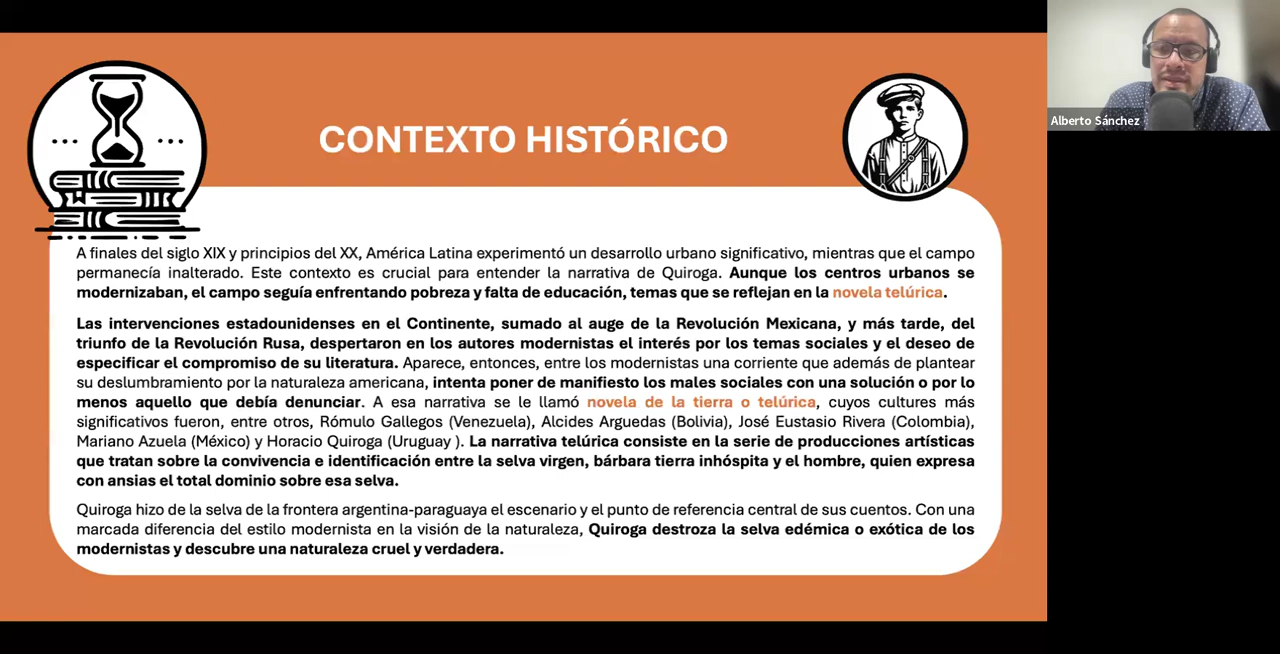 CONTEXTO HISTÓRICO
A finales del siglo XIX y principios del XX, América Latina experimentó un desarrollo urbano significativo, mientras que el campo
permanecía inalterado. Este contexto es crucial para entender la narrativa de Quiroga. Aunque los centros urbanos se
modernizaban, el campo seguía enfrentando pobreza y falta de educación, temas que se reflejan en la novela telúrica.
Las intervenciones estadounidenses en el Continente, sumado al auge de la Revolución Mexicana, y más tarde, del
triunfo de la Revolución Rusa, despertaron en los autores modernistas el interés por los temas sociales y el deseo de
especificar el compromiso de su literatura. Aparece, entonces, entre los modernistas una corriente que además de plantear
su deslumbramiento por la naturaleza americana, intenta poner de manifiesto los males sociales con una solución o por lo
menos aquello que debía denunciar. A esa narrativa se le llamó novela de la tierra o telúrica, cuyos cultures más
significativos fueron, entre otros, Rómulo Gallegos (Venezuela), Alcides Arguedas (Bolivia), José Eustasio Rivera (Colombia),
Mariano Azuela (México) y Horacio Quiroga (Uruguay ). La narrativa telúrica consiste en la serie de producciones artísticas
que tratan sobre la convivencia e identificación entre la selva virgen, bárbara tierra inhóspita y el hombre, quien expresa
con ansias el total dominio sobre esa selva.
Quiroga hizo de la selva de la frontera argentina-paraguaya el escenario y el punto de referencia central de sus cuentos. Con una
marcada diferencia del estilo modernista en la visión de la naturaleza, Quiroga destroza la selva edémica o exótica de los
modernistas y descubre una naturaleza cruel y verdadera.
Alberto Sánchez